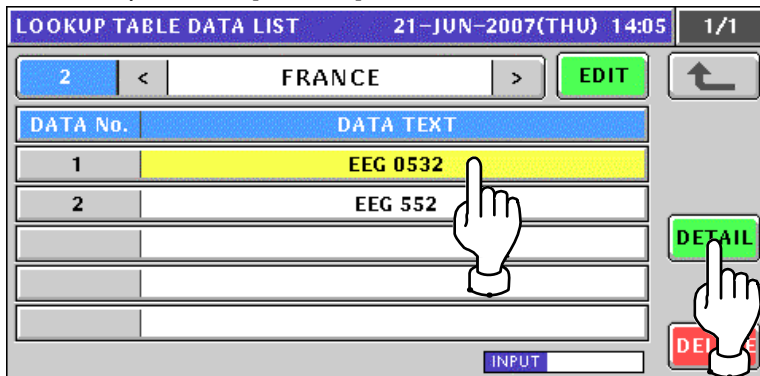 LOOKUP TABLE DATA LIST 21-JUN-2007(THU) 14:05 1/1
2 < FRANCE > EDIT
DATA No. DATA TEXT
1 EEG 0532
2 EEG 552
DETAIL
INPUT